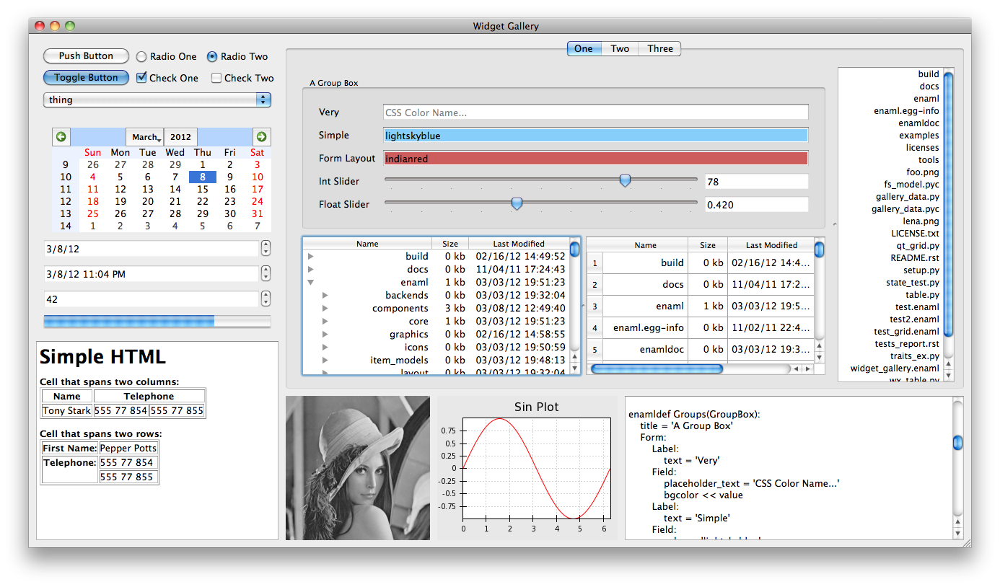 Widget Gallery
Push Button Radio One Radio Two
Toggle Button Check One Check Two
thing
March 2012
Sun Mon Tue Wed Thu Fri Sat
9 26 27 28 29 1 2 3
10 4 5 6 7 8 9 10
11 11 12 13 14 15 16 17
12 18 19 20 21 22 23 24
13 25 26 27 28 29 30 31
14 1 2 3 4 5 6 7
3/8/12
3/8/12 11:04 PM
42
Simple HTML
Cell that spans two columns:
Name Telephone
Tony Stark 555 77 854 555 77 855
Cell that spans two rows:
First Name: Pepper Potts
Telephone: 555 77 854
555 77 855
One Two Three
A Group Box
Very CSS Color Name...
Simple lightskyblue
Form Layout indianred
Int Slider 78
Float Slider 0.420
Name Size Last Modified
build 0 kb 02/16/12 14:49:52
docs 0 kb 11/04/11 17:24:43
enaml 1 kb 03/03/12 19:51:23
backends 0 kb 03/03/12 19:32:04
components 3 kb 03/08/12 12:49:40
core 1 kb 03/03/12 19:51:23
graphics 0 kb 02/16/12 14:58:55
icons 0 kb 03/03/12 19:50:59
item_models 0 kb 03/03/12 19:48:13
layout 0 kb 03/03/12 19:32:04
Name Size Last Modified
1 build 0 kb 02/16/12 14:4...
2 docs 0 kb 11/04/11 17:2...
3 enaml 1 kb 03/03/12 19:5...
4 enaml.egg-info 0 kb 11/02/11 22:4...
5 enamldoc 0 kb 03/03/12 19:3...
build
docs
enaml
enaml.egg-info
enamldoc
examples
licenses
tools
foo.png
fs_model.pyc
gallery_data.py
gallery_data.pyc
lena.png
LICENSE.txt
qt_grid.py
README.rst
setup.py
state_test.py
table.py
test.enaml
test2.enaml
test_grid.enaml
tests_report.rst
traits_ex.py
widget_gallery.enaml
wx_table.py
Sin Plot
0.75
0.5
0.25
0
-0.25
-0.5
-0.75
0 1 2 3 4 5 6
enamldef Groups(GroupBox):
title = 'A Group Box'
Form:
Label:
text = 'Very'
Field:
placeholder_text = 'CSS Color Name...'
bgcolor << value
Label:
text = 'Simple'
Field: